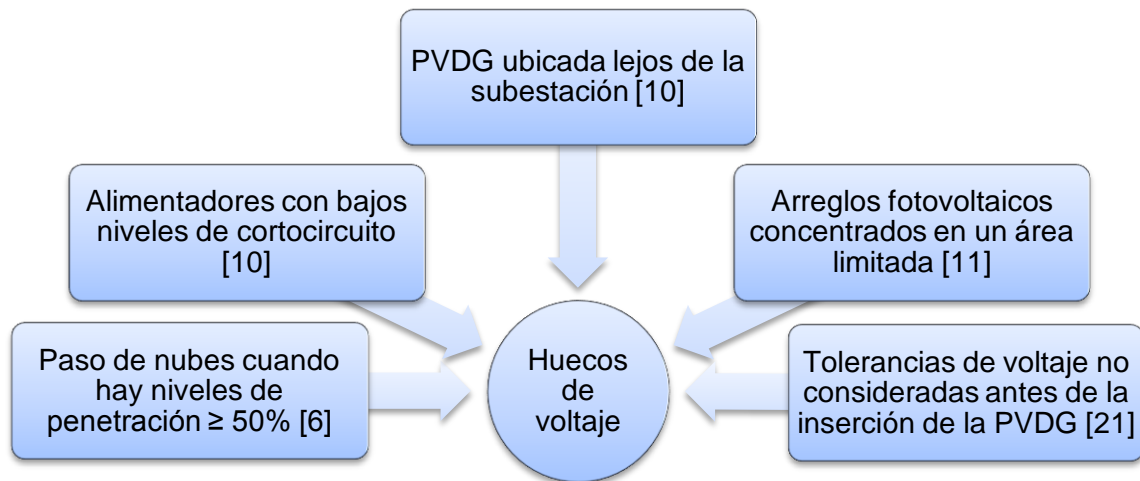 PVDG ubicada lejos de la
subestación [10]
Alimentadores con bajos
niveles de cortocircuito
[10]
Arreglos fotovoltaicos
concentrados en un área
limitada [11]
Paso de nubes cuando
hay niveles de
penetración ≥ 50% [6]
Huecos
de
voltaje
Tolerancias de voltaje no
consideradas antes de la
inserción de la PVDG [21]